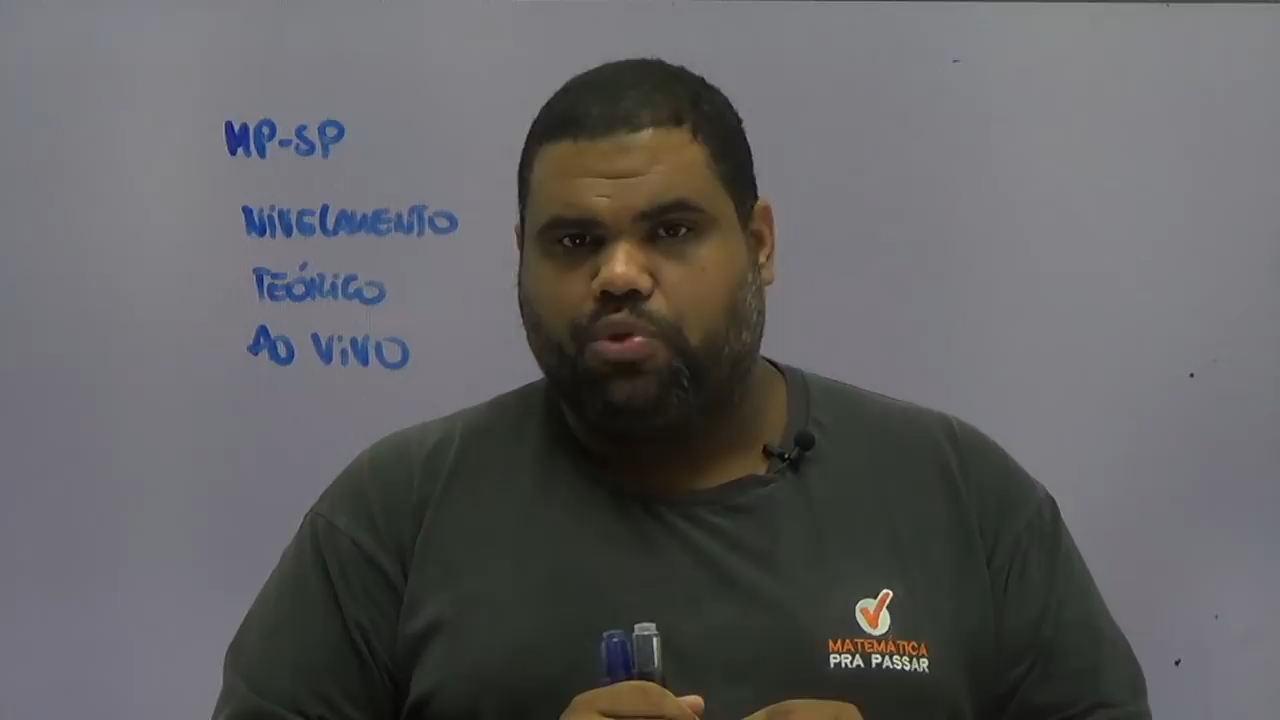 MP-SP
NIVELAMENTO
TEÓRICO
AO VIVO
MATEMÁTICA
PRA PASSAR